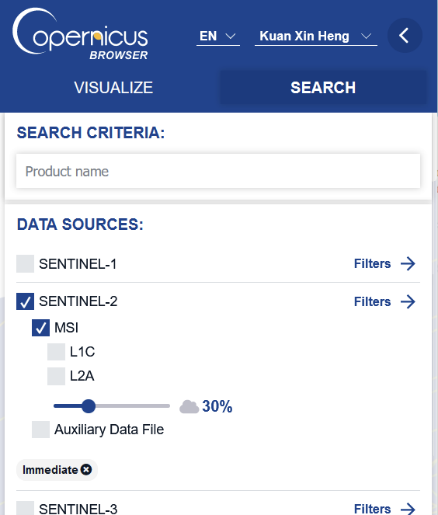 Copernicus
BROWSER
EN
Kuan Xin Heng
VISUALIZE
SEARCH
SEARCH CRITERIA:
Product name
DATA SOURCES:
SENTINEL-1 Filters
SENTINEL-2 Filters
MSI
L1C
L2A
30%
Auxiliary Data File
Immediate
SENTINEL-3 Filters